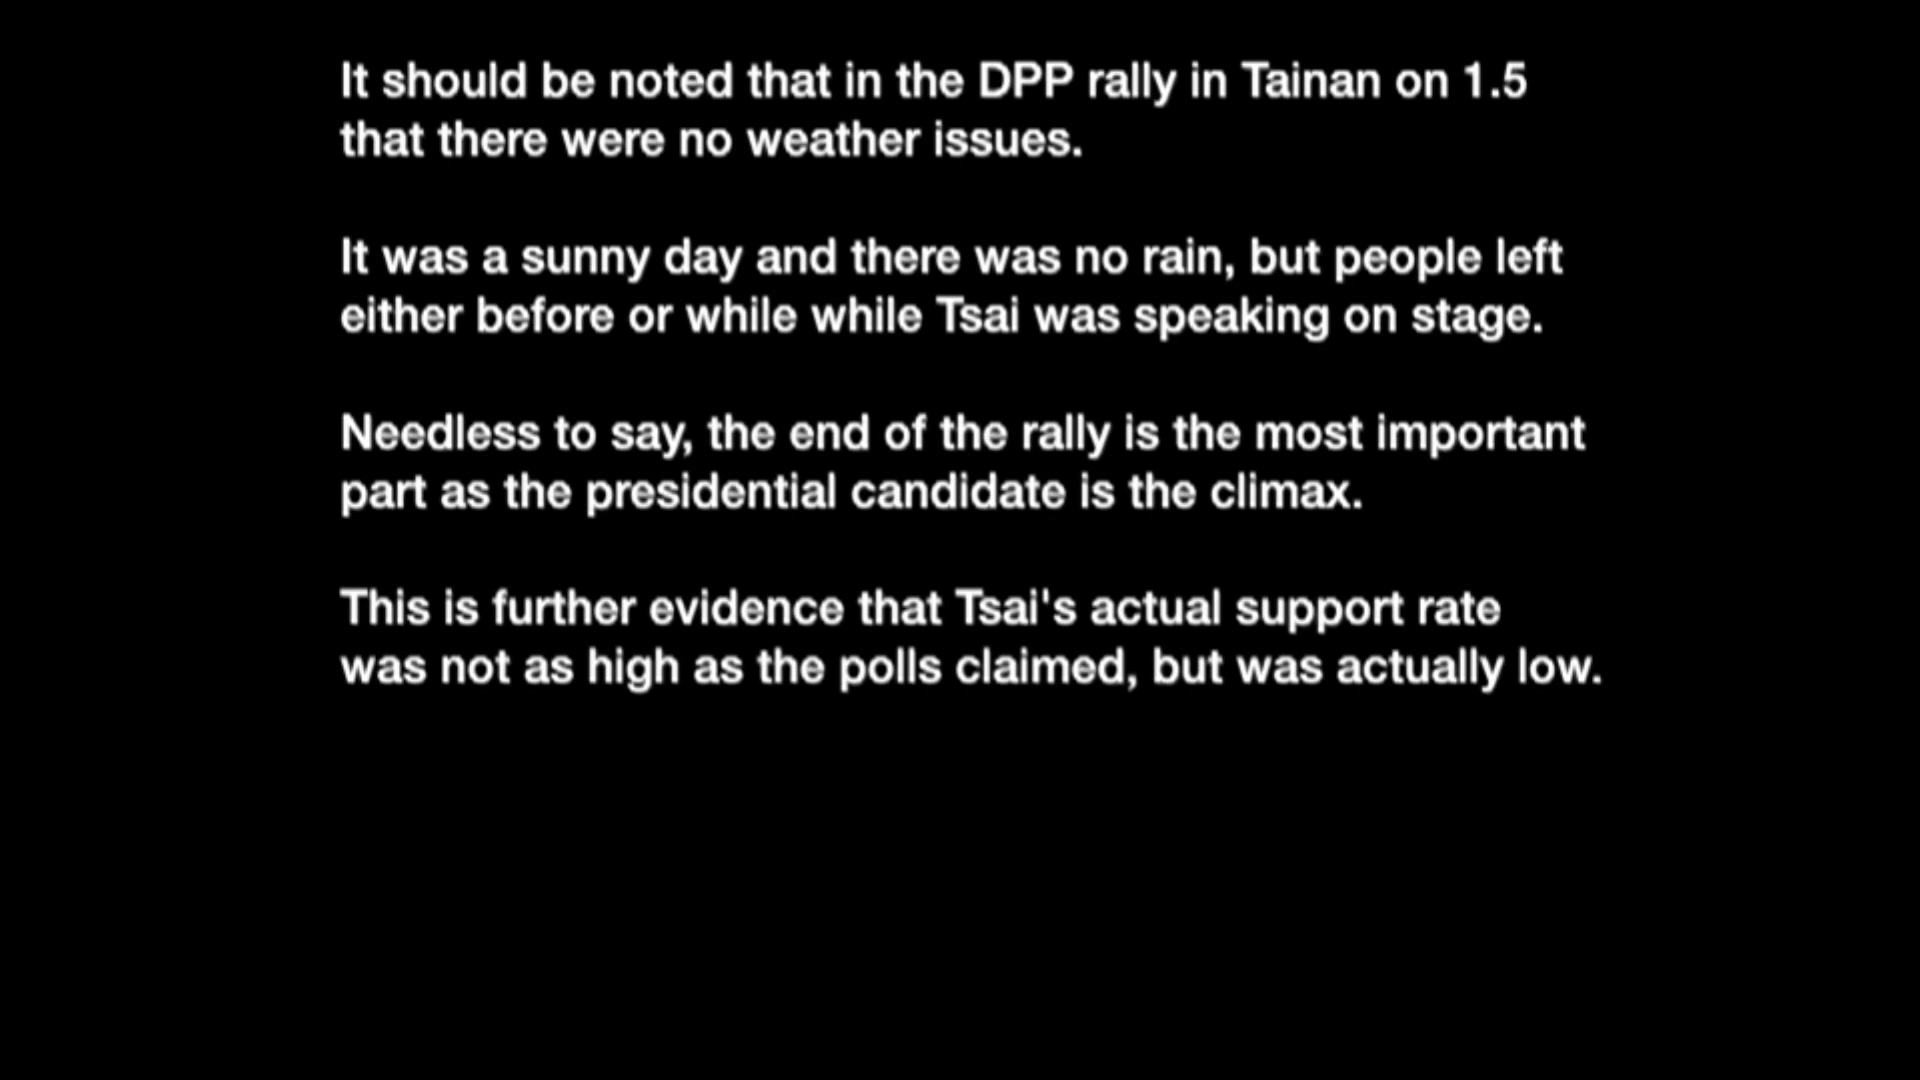 It should be noted that in the DPP rally in Tainan on 1.5
that there were no weather issues.
It was a sunny day and there was no rain, but people left
either before or while while Tsai was speaking on stage.
Needless to say, the end of the rally is the most important
part as the presidential candidate is the climax.
This is further evidence that Tsai's actual support rate
was not as high as the polls claimed, but was actually low.